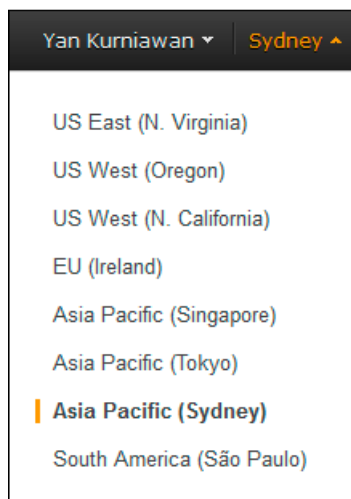 Yan Kurniawan Sydney
US East (N. Virginia)
US West (Oregon)
US West (N. California)
EU (Ireland)
Asia Pacific (Singapore)
Asia Pacific (Tokyo)
Asia Pacific (Sydney)
South America (São Paulo)